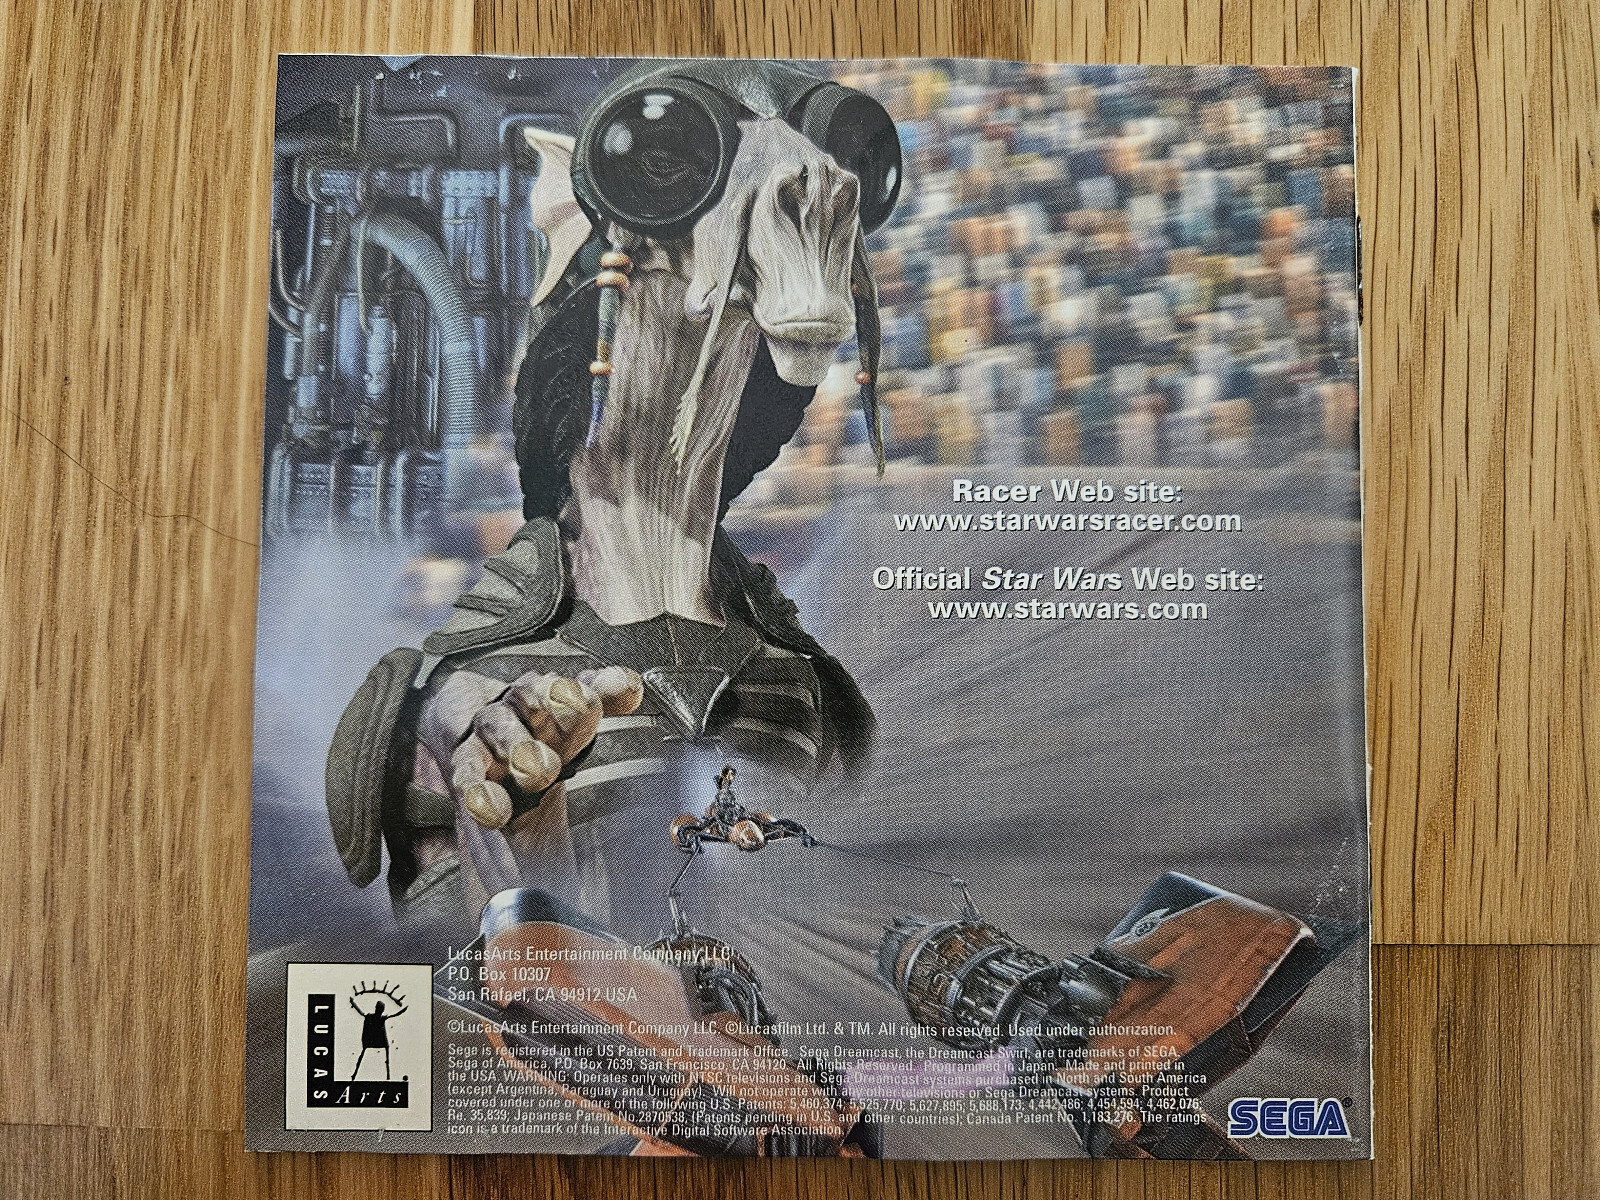 Racer Web site:
www.starwarsracer.com
Official Star Wars Web site:
www.starwars.com
LucasArts Entertainment Company LLC
P.O. Box 10307
San Rafael, CA 94912 USA
©LucasArts Entertainment Company LLC. ©Lucasfilm Ltd. & TM. All rights reserved. Used under authorization.
Sega is registered in the US Patent and Trademark Office. Sega Dreamcast, the Dreamcast Swirl, are trademarks of SEGA.
Sega of America, P.O. Box 7639, San Francisco, CA 94120. All Rights Reserved. Programmed in Japan. Made and printed in
the USA. WARNING: Operates only with NTSC televisions and Sega Dreamcast systems purchased in North and South America
(except Argentina, Paraguay and Uruguay). Will not operate with any other televisions or Sega Dreamcast systems. Product
covered under one or more of the following U.S. Patents: 5,460,374; 5,525,770; 5,627,895; 5,688,173; 4,442,486; 4,454,594; 4,462,076;
Re. 35,839; Japanese Patent No. 2870538, (Patents pending in U.S. and other countries); Canada Patent No. 1,183,276. The ratings
icon is a trademark of the Interactive Digital Software Association.
LUCAS
Arts
SEGA®